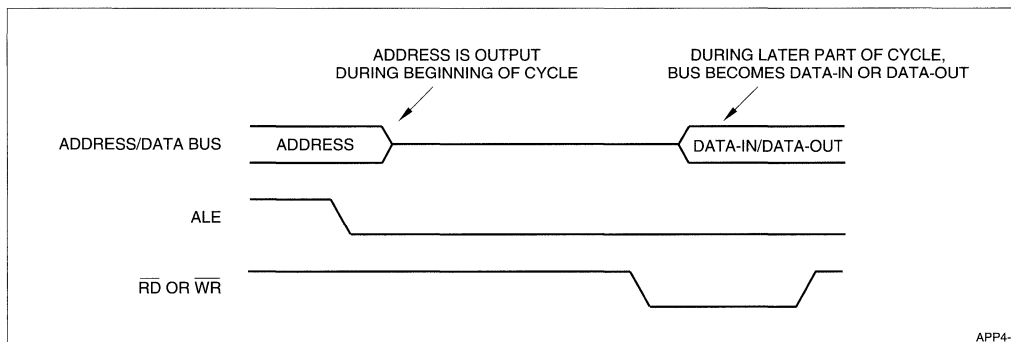 ADDRESS IS OUTPUT
DURING BEGINNING OF CYCLE
DURING LATER PART OF CYCLE,
BUS BECOMES DATA-IN OR DATA-OUT
ADDRESS/DATA BUS
ADDRESS
DATA-IN/DATA-OUT
ALE
RD OR WR
APP4-